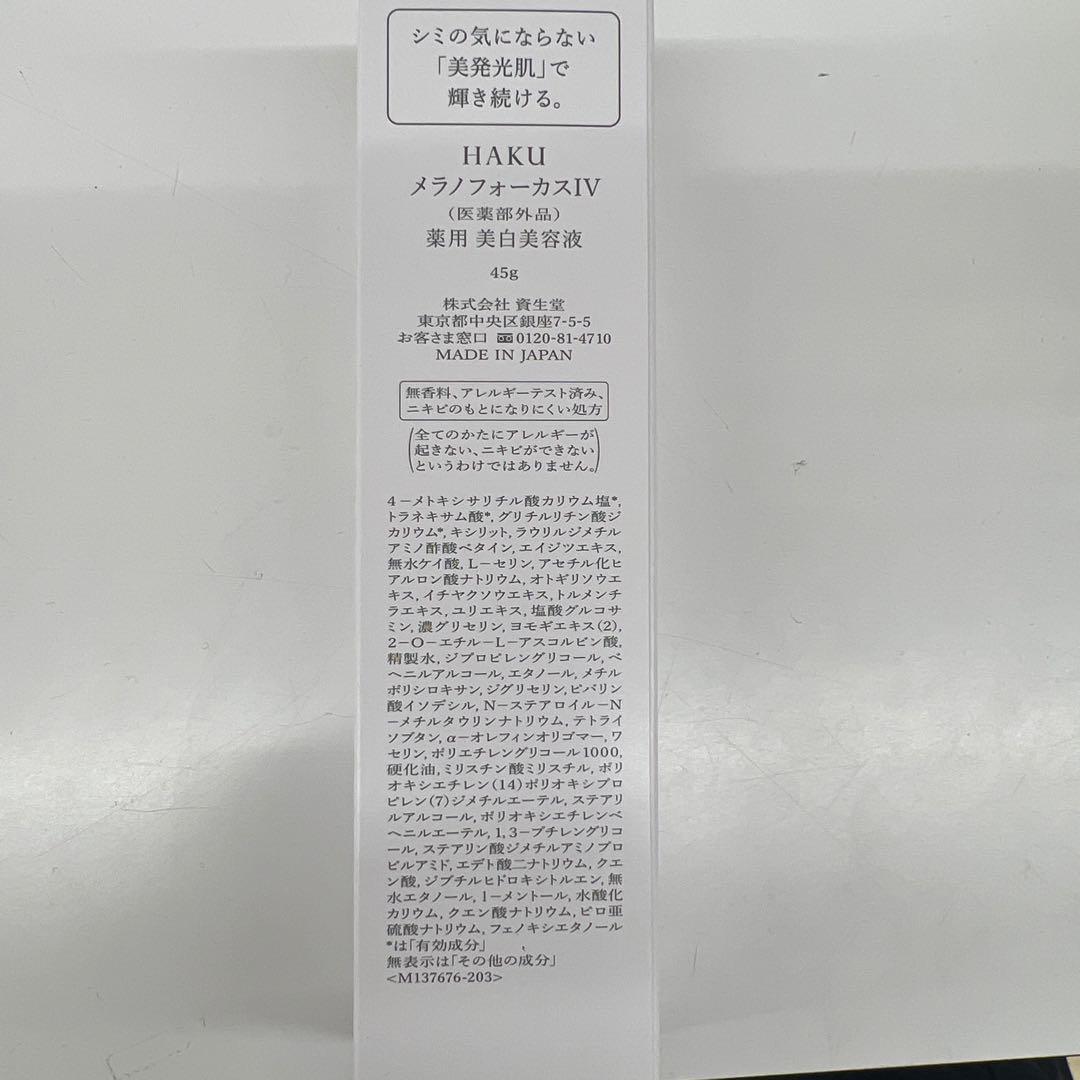 シミの気にならない
「美発光肌」で
輝き続ける。
HAKU
メラノフォーカスIV
（医薬部外品）
薬用 美白美容液
45g
株式会社 資生堂
東京都中央区銀座7-5-5
お客さま窓口 0120-81-4710
MADE IN JAPAN
無香料、アレルギーテスト済み、
ニキビのもとになりにくい処方
(全てのかたにアレルギーが
起きない、ニキビができない
というわけではありません。)
4－メトキシサリチル酸カリウム塩*,
トラネキサム酸*, グリチルリチン酸ジ
カリウム*, キシリット, ラウリルジメチル
アミノ酢酸ベタイン, エイジツエキス,
無水ケイ酸, L－セリン, アセチル化ヒ
アルロン酸ナトリウム, オトギリソウエ
キス, イチヤクソウエキス, トルメンチ
ラエキス, ユリエキス, 塩酸グルコサ
ミン, 濃グリセリン, ヨモギエキス(2),
2－O－エチル－L－アスコルビン酸,
精製水, ジプロピレングリコール, ベ
ヘニルアルコール, エタノール, メチル
ポリシロキサン, ジグリセリン, ピバリン
酸イソデシル, N－ステアロイル－N
－メチルタウリンナトリウム, テトライ
ソブタン, α－オレフィンオリゴマー, ワ
セリン, ポリエチレングリコール1000,
硬化油, ミリスチン酸ミリスチル, ポリ
オキシエチレン(14)ポリオキシプロ
ピレン(7)ジメチルエーテル, ステアリ
ルアルコール, ポリオキシエチレンベ
ヘニルエーテル, 1,3－ブチレングリコ
ール, ステアリン酸ジメチルアミノプロ
ピルアミド, エデト酸二ナトリウム, クエ
ン酸, ジブチルヒドロキシトルエン, 無
水エタノール, l－メントール, 水酸化
カリウム, クエン酸ナトリウム, ピロ亜
硫酸ナトリウム, フェノキシエタノール
*は「有効成分」
無表示は「その他の成分」
<M137676-203>